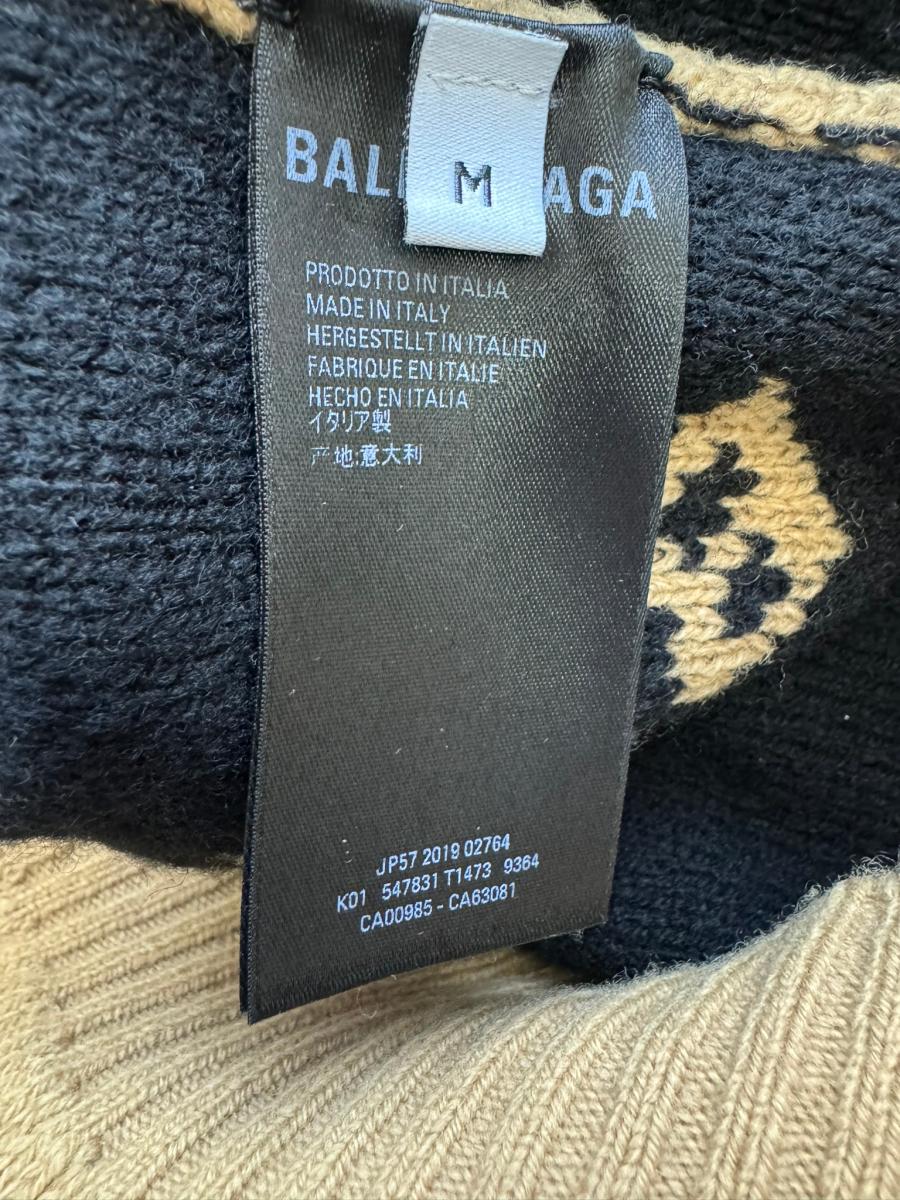 M
BAL AGA
PRODOTTO IN ITALIA
MADE IN ITALY
HERGESTELLT IN ITALIEN
FABRIQUE EN ITALIE
HECHO EN ITALIA
イタリア製
产地:意大利
JP57 2019 02764
K01 547831 T1473 9364
CA00985 - CA63081